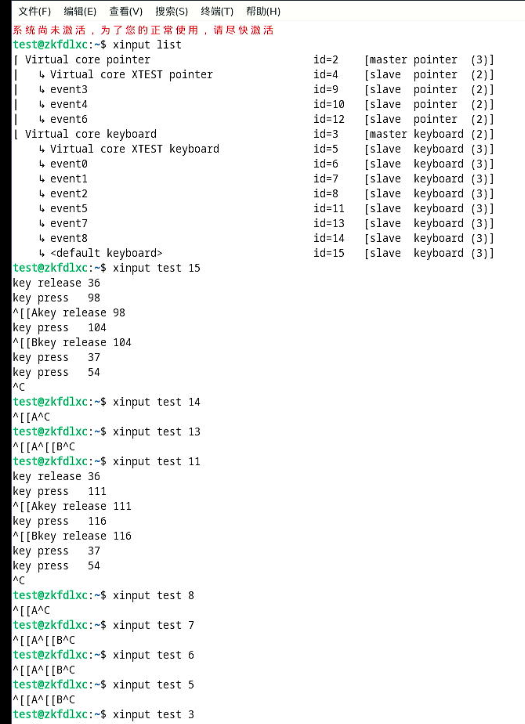 文件(F) 编辑(E) 查看(V) 搜索(S) 终端(T) 帮助(H)
系统尚未激活，为了您的正常使用，请尽快激活
test@zkfdlxc:~$ xinput list
⎡ Virtual core pointer id=2 [master pointer (3)]
⎜ ↳ Virtual core XTEST pointer id=4 [slave pointer (2)]
⎜ ↳ event3 id=9 [slave pointer (2)]
⎜ ↳ event4 id=10 [slave pointer (2)]
⎜ ↳ event6 id=12 [slave pointer (2)]
⎣ Virtual core keyboard id=3 [master keyboard (2)]
↳ Virtual core XTEST keyboard id=5 [slave keyboard (3)]
↳ event0 id=6 [slave keyboard (3)]
↳ event1 id=7 [slave keyboard (3)]
↳ event2 id=8 [slave keyboard (3)]
↳ event5 id=11 [slave keyboard (3)]
↳ event7 id=13 [slave keyboard (3)]
↳ event8 id=14 [slave keyboard (3)]
↳ <default keyboard> id=15 [slave keyboard (3)]
test@zkfdlxc:~$ xinput test 15
key release 36
key press 98
^[[Akey release 98
key press 104
^[[Bkey release 104
key press 37
key press 54
^C
test@zkfdlxc:~$ xinput test 14
^[[A^C
test@zkfdlxc:~$ xinput test 13
^[[A^[[B^C
test@zkfdlxc:~$ xinput test 11
key release 36
key press 111
^[[Akey release 111
key press 116
^[[Bkey release 116
key press 37
key press 54
^C
test@zkfdlxc:~$ xinput test 8
^[[A^C
test@zkfdlxc:~$ xinput test 7
^[[A^[[B^C
test@zkfdlxc:~$ xinput test 6
^[[A^[[B^C
test@zkfdlxc:~$ xinput test 5
^[[A^[[B^C
test@zkfdlxc:~$ xinput test 3